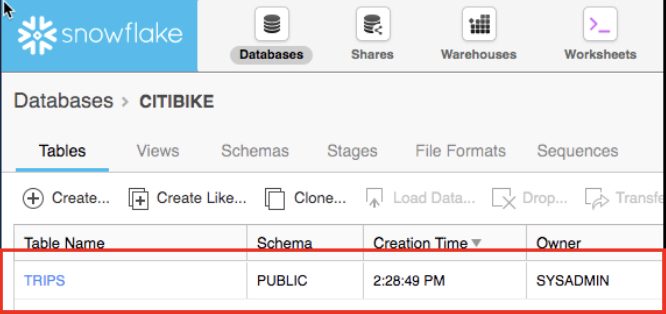 snowflake
Databases Shares Warehouses Worksheets
Databases > CITIBIKE
Tables Views Schemas Stages File Formats Sequences
Create... Create Like... Clone... Load Data... Drop... Transfe
Table Name Schema Creation Time Owner
TRIPS PUBLIC 2:28:49 PM SYSADMIN